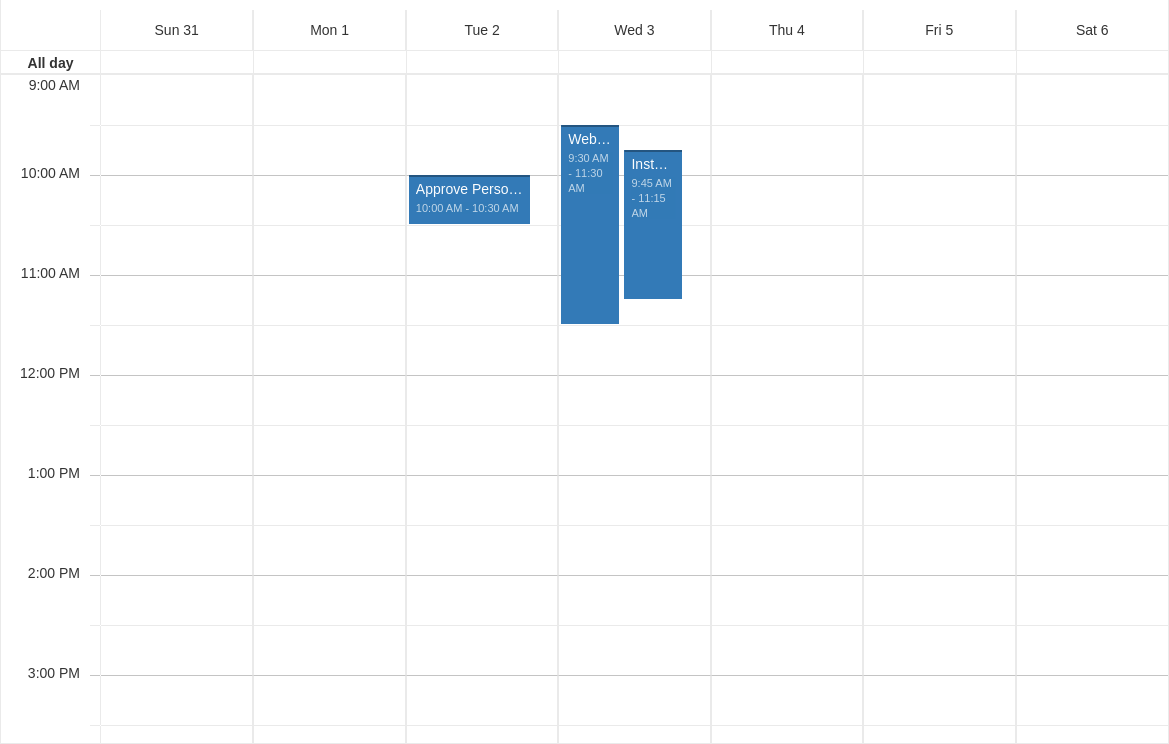 Sun 31
Mon 1
Tue 2
Wed 3
Thu 4
Fri 5
Sat 6
All day
9:00 AM
10:00 AM
11:00 AM
12:00 PM
1:00 PM
2:00 PM
3:00 PM
Approve Perso…
10:00 AM - 10:30 AM
Web…
9:30 AM
- 11:30
AM
Inst…
9:45 AM
- 11:15
AM